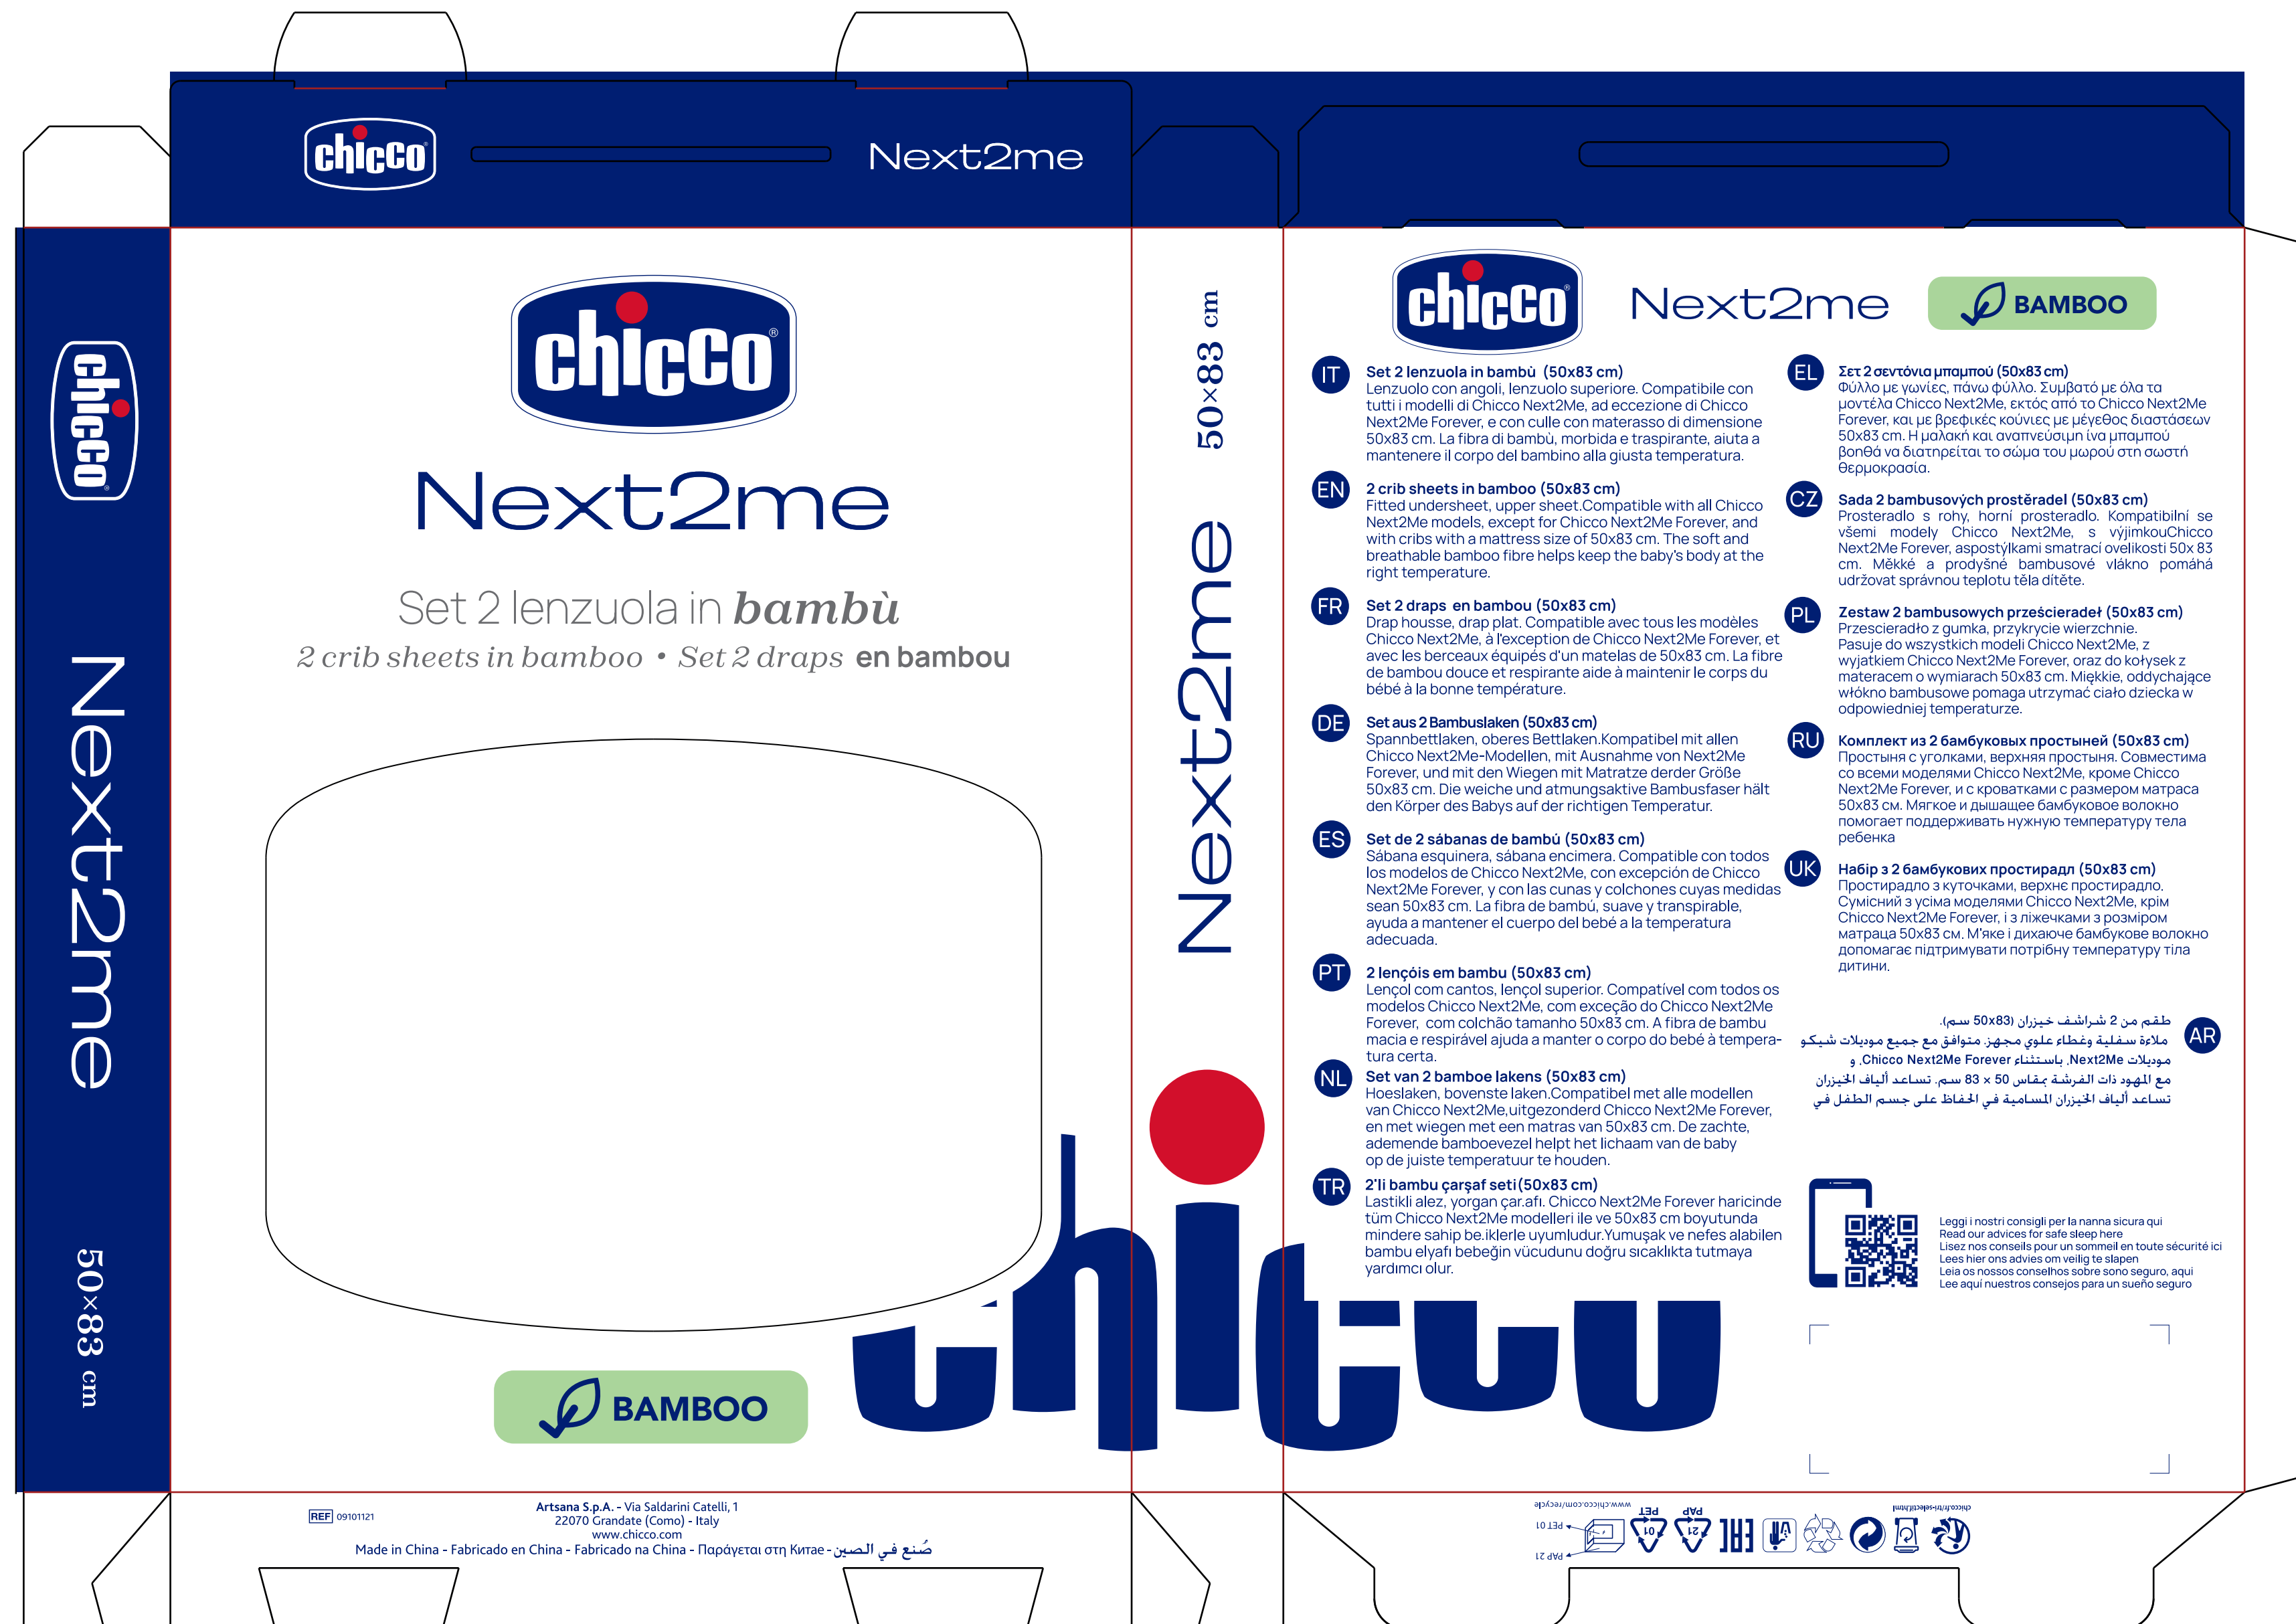 chicco
Next2me
chicco
Next2me
50×83 cm
chicco®
Next2me
Set 2 lenzuola in bambù
2 crib sheets in bamboo • Set 2 draps en bambou
BAMBOO
50×83 cm
Next2me
chicco
chicco®
Next2me
BAMBOO
IT
Set 2 lenzuola in bambù (50x83 cm)
Lenzuolo con angoli, lenzuolo superiore. Compatibile con
tutti i modelli di Chicco Next2Me, ad eccezione di Chicco
Next2Me Forever, e con culle con materasso di dimensione
50x83 cm. La fibra di bambù, morbida e traspirante, aiuta a
mantenere il corpo del bambino alla giusta temperatura.
EN
2 crib sheets in bamboo (50x83 cm)
Fitted undersheet, upper sheet.Compatible with all Chicco
Next2Me models, except for Chicco Next2Me Forever, and
with cribs with a mattress size of 50x83 cm. The soft and
breathable bamboo fibre helps keep the baby's body at the
right temperature.
FR
Set 2 draps en bambou (50x83 cm)
Drap housse, drap plat. Compatible avec tous les modèles
Chicco Next2Me, à l'exception de Chicco Next2Me Forever, et
avec les berceaux équipés d'un matelas de 50x83 cm. La fibre
de bambou douce et respirante aide à maintenir le corps du
bébé à la bonne température.
DE
Set aus 2 Bambuslaken (50x83 cm)
Spannbettlaken, oberes Bettlaken.Kompatibel mit allen
Chicco Next2Me-Modellen, mit Ausnahme von Next2Me
Forever, und mit den Wiegen mit Matratze derder Größe
50x83 cm. Die weiche und atmungsaktive Bambusfaser hält
den Körper des Babys auf der richtigen Temperatur.
ES
Set de 2 sábanas de bambú (50x83 cm)
Sábana esquinera, sábana encimera. Compatible con todos
los modelos de Chicco Next2Me, con excepción de Chicco
Next2Me Forever, y con las cunas y colchones cuyas medidas
sean 50x83 cm. La fibra de bambú, suave y transpirable,
ayuda a mantener el cuerpo del bebé a la temperatura
adecuada.
PT
2 lençóis em bambu (50x83 cm)
Lençol com cantos, lençol superior. Compatível com todos os
modelos Chicco Next2Me, com exceção do Chicco Next2Me
Forever, com colchão tamanho 50x83 cm. A fibra de bambu
macia e respirável ajuda a manter o corpo do bebé à tempera-
tura certa.
NL
Set van 2 bamboe lakens (50x83 cm)
Hoeslaken, bovenste laken.Compatibel met alle modellen
van Chicco Next2Me,uitgezonderd Chicco Next2Me Forever,
en met wiegen met een matras van 50x83 cm. De zachte,
ademende bamboevezel helpt het lichaam van de baby
op de juiste temperatuur te houden.
TR
2'li bambu çarşaf seti(50x83 cm)
Lastikli alez, yorgan çar.afı. Chicco Next2Me Forever haricinde
tüm Chicco Next2Me modelleri ile ve 50x83 cm boyutunda
mindere sahip be.iklerle uyumludur.Yumuşak ve nefes alabilen
bambu elyafı bebeğin vücudunu doğru sıcaklıkta tutmaya
yardımcı olur.
EL
Σετ 2 σεντόνια μπαμπού (50x83 cm)
Φύλλο με γωνίες, πάνω φύλλο. Συμβατό με όλα τα
μοντέλα Chicco Next2Me, εκτός από το Chicco Next2Me
Forever, και με βρεφικές κούνιες με μέγεθος διαστάσεων
50x83 cm. Η μαλακή και αναπνεύσιμη ίνα μπαμπού
βοηθά να διατηρείται το σώμα του μωρού στη σωστή
θερμοκρασία.
CZ
Sada 2 bambusových prostěradel (50x83 cm)
Prosteradlo s rohy, horní prosteradlo. Kompatibilní se
všemi modely Chicco Next2Me, s výjimkouChicco
Next2Me Forever, aspostýlkami smatrací ovelikosti 50x 83
cm. Měkké a prodyšné bambusové vlákno pomáhá
udržovat správnou teplotu těla dítěte.
PL
Zestaw 2 bambusowych prześcieradeł (50x83 cm)
Przescieradło z gumka, przykrycie wierzchnie.
Pasuje do wszystkich modeli Chicco Next2Me, z
wyjatkiem Chicco Next2Me Forever, oraz do kołysek z
materacem o wymiarach 50x83 cm. Miękkie, oddychające
włókno bambusowe pomaga utrzymać ciało dziecka w
odpowiedniej temperaturze.
RU
Комплект из 2 бамбуковых простыней (50x83 cm)
Простыня с уголками, верхняя простыня. Совместима
со всеми моделями Chicco Next2Me, кроме Chicco
Next2Me Forever, и с кроватками с размером матраса
50x83 см. Мягкое и дышащее бамбуковое волокно
помогает поддерживать нужную температуру тела
ребенка
UK
Набір з 2 бамбукових простирадл (50x83 cm)
Простирадло з куточками, верхнє простирадло.
Сумісний з усіма моделями Chicco Next2Me, крім
Chicco Next2Me Forever, і з ліжечками з розміром
матраца 50x83 см. М'яке і дихаюче бамбукове волокно
допомагає підтримувати потрібну температуру тіла
дитини.
AR
طقم من 2 شراشف خيزران (50x83 سم).
ملاءة سفلية وغطاء علوي مجهز. متوافق مع جميع موديلات شيكو
موديلات Next2Me، باستثناء Chicco Next2Me Forever، و
مع المهود ذات الفرشة بمقاس 50 × 83 سم. تساعد ألياف الخيزران
تساعد ألياف الخيزران المسامية في الحفاظ على جسم الطفل في
Leggi i nostri consigli per la nanna sicura qui
Read our advices for safe sleep here
Lisez nos conseils pour un sommeil en toute sécurité ici
Lees hier ons advies om veilig te slapen
Leia os nossos conselhos sobre sono seguro, aqui
Lee aquí nuestros consejos para un sueño seguro
REF 09101121
Artsana S.p.A. - Via Saldarini Catelli, 1
22070 Grandate (Como) - Italy
www.chicco.com
Made in China - Fabricado en China - Fabricado na China - Παράγεται στη Китае - صُنع في الصين
www.chicco.com/recycle
PET 01
PAP 21
01
PET
21
PAP
EAC
chicco.fr/tri-selectif.html